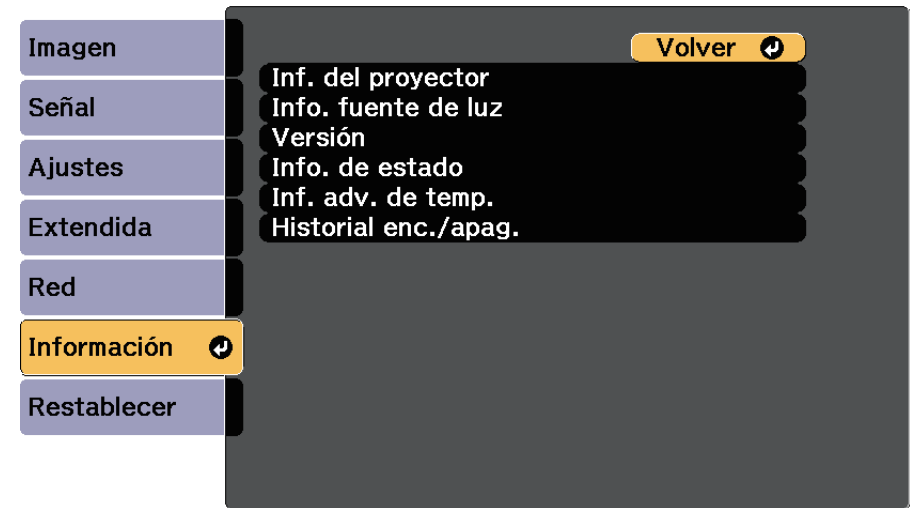 Imagen
Señal
Ajustes
Extendida
Red
Información
Restablecer
Volver
Inf. del proyector
Info. fuente de luz
Versión
Info. de estado
Inf. adv. de temp.
Historial enc./apag.